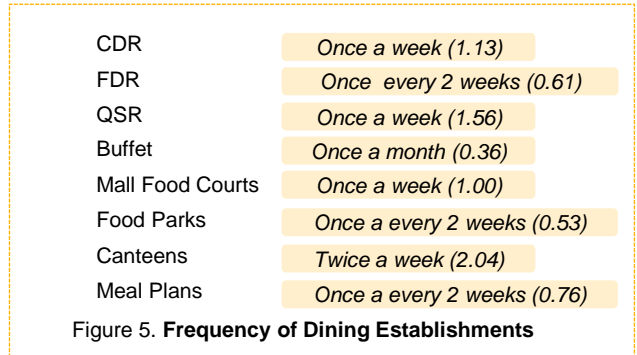 CDR Once a week (1.13)
FDR Once every 2 weeks (0.61)
QSR Once a week (1.56)
Buffet Once a month (0.36)
Mall Food Courts Once a week (1.00)
Food Parks Once a every 2 weeks (0.53)
Canteens Twice a week (2.04)
Meal Plans Once a every 2 weeks (0.76)
Figure 5. Frequency of Dining Establishments